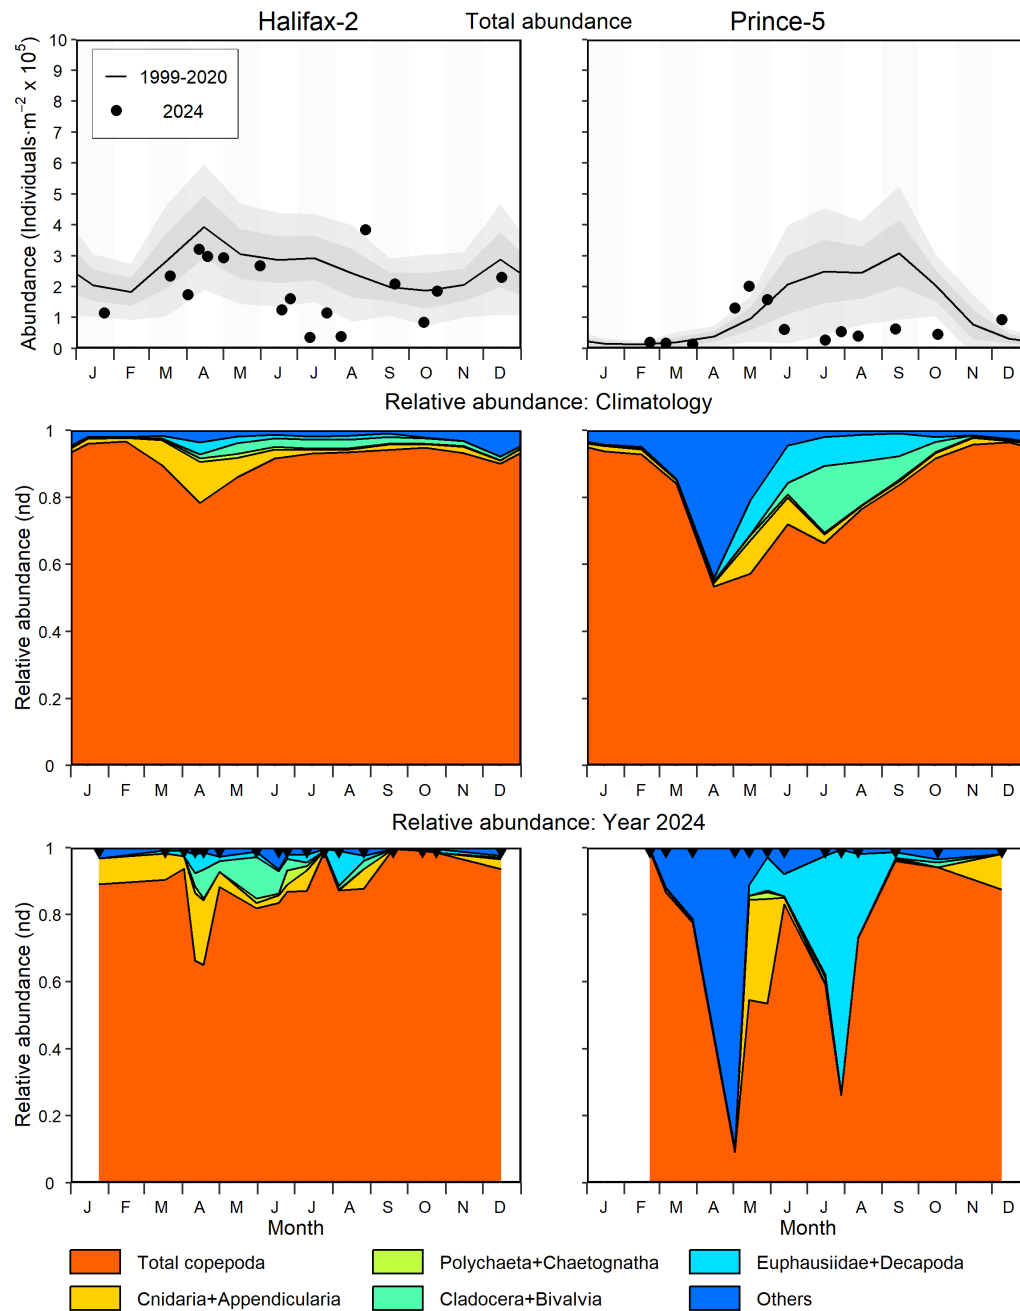 Halifax-2 Total abundance Prince-5
Abundance (Individuals·m⁻² x 10⁵)
10
9
8
7
6
5
4
3
2
1
0
1999-2020
2024
J F M A M J J A S O N D
J F M A M J J A S O N D
Relative abundance: Climatology
Relative abundance (nd)
1
0.8
0.6
0.4
0.2
0
J F M A M J J A S O N D
J F M A M J J A S O N D
Relative abundance: Year 2024
Relative abundance (nd)
1
0.8
0.6
0.4
0.2
0
J F M A M J J A S O N D
J F M A M J J A S O N D
Month
Month
Total copepoda
Polychaeta+Chaetognatha
Euphausiidae+Decapoda
Cnidaria+Appendicularia
Cladocera+Bivalvia
Others